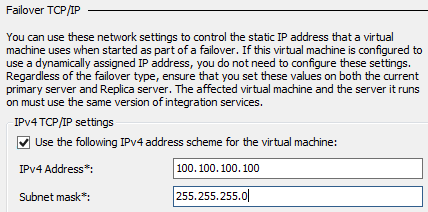 Failover TCP/IP
You can use these network settings to control the static IP address that a virtual
machine uses when started as part of a failover. If this virtual machine is configured to
use a dynamically assigned IP address, you do not need to configure these settings.
Regardless of the failover type, ensure that you set these values on both the current
primary server and Replica server. The affected virtual machine and the server it runs
on must use the same version of integration services.
IPv4 TCP/IP settings
Use the following IPv4 address scheme for the virtual machine:
IPv4 Address*: 100.100.100.100
Subnet mask*: 255.255.255.0